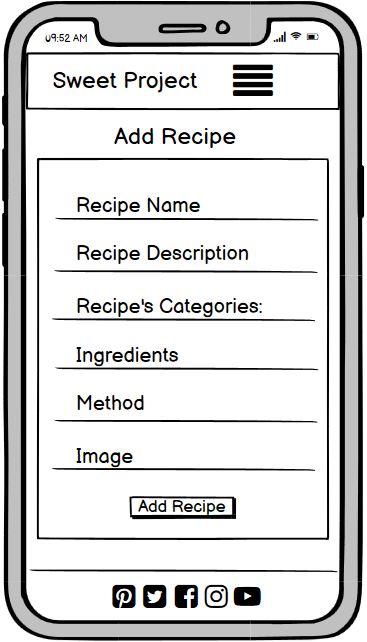 09:52 AM
Sweet Project
Add Recipe
Recipe Name
Recipe Description
Recipe's Categories:
Ingredients
Method
Image
Add Recipe